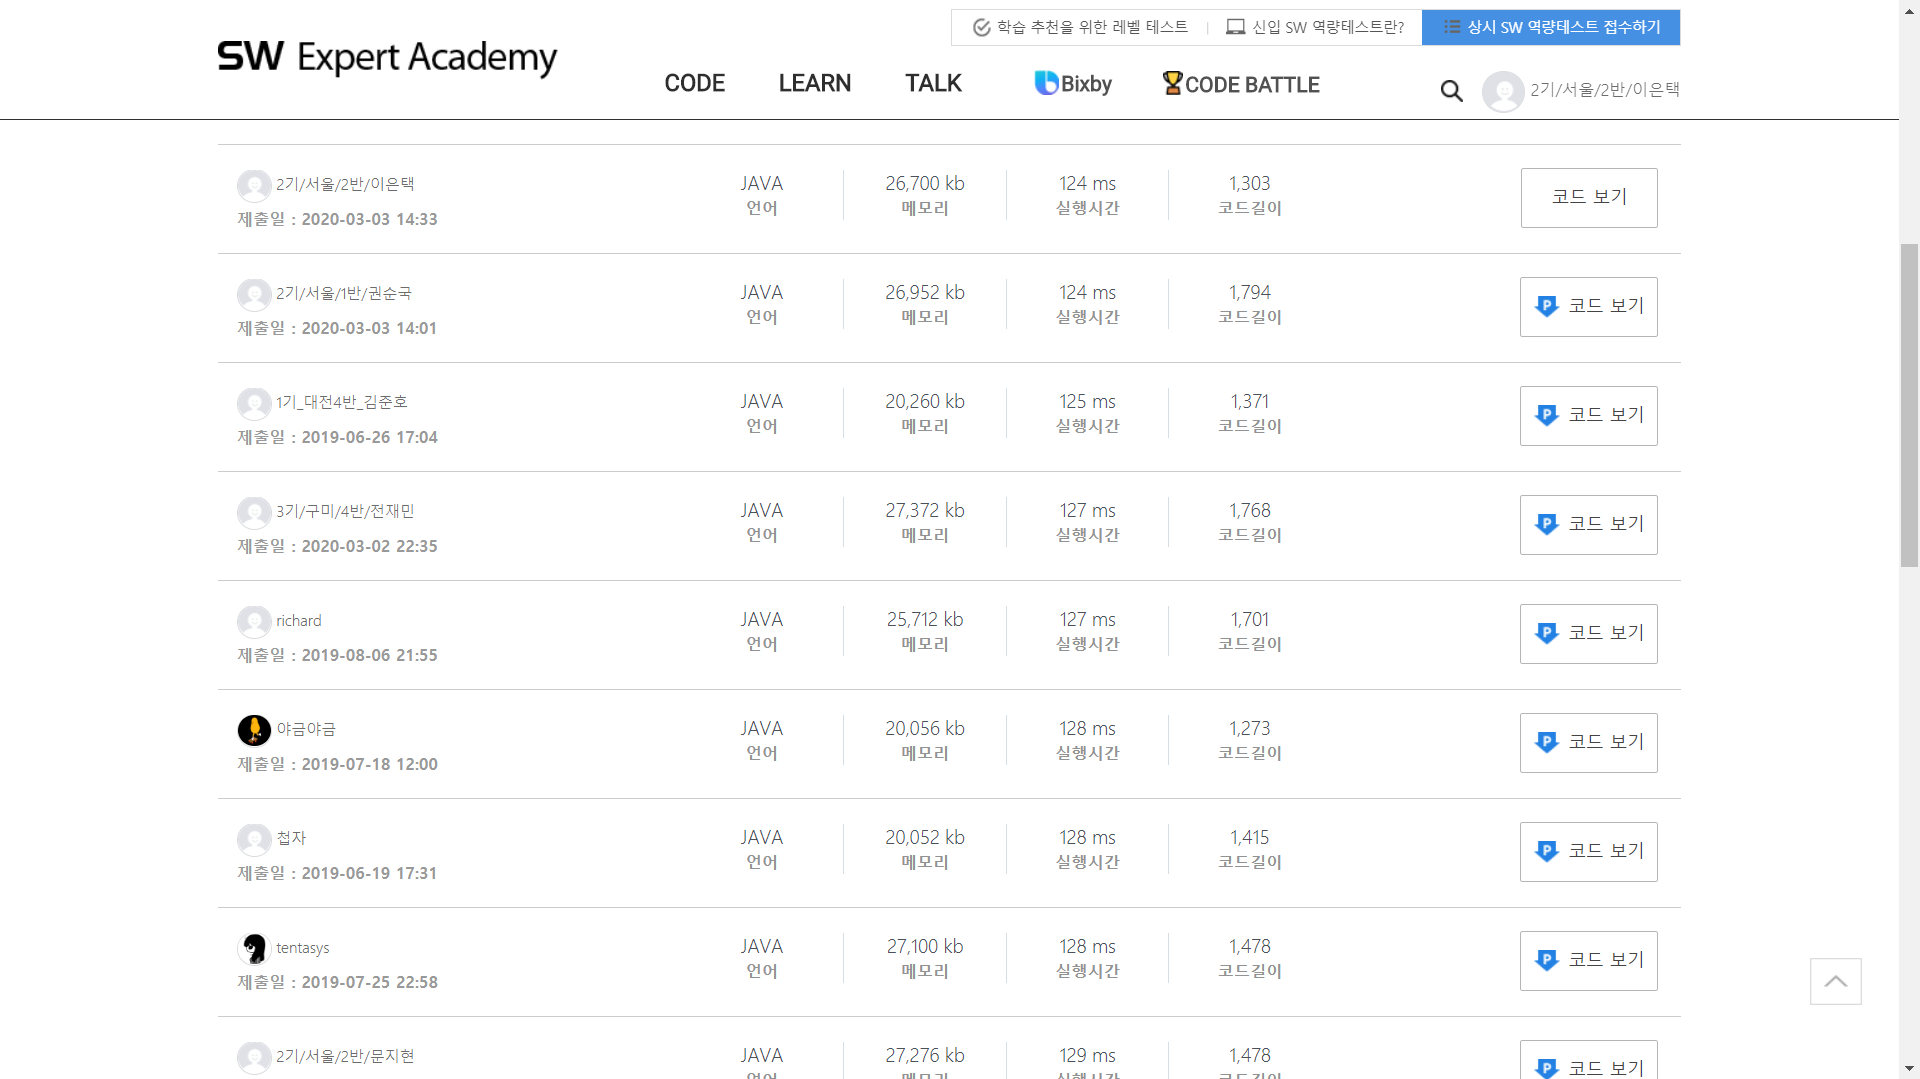 학습 추천을 위한 레벨 테스트 | 신입 SW 역량테스트란? 상시 SW 역량테스트 접수하기
SW Expert Academy
CODE LEARN TALK Bixby CODE BATTLE 2기/서울/2반/이은택
2기/서울/2반/이은택 JAVA 26,700 kb 124 ms 1,303 코드 보기
제출일 : 2020-03-03 14:33 언어 메모리 실행시간 코드길이
2기/서울/1반/권순국 JAVA 26,952 kb 124 ms 1,794 P 코드 보기
제출일 : 2020-03-03 14:01 언어 메모리 실행시간 코드길이
1기_대전4반_김준호 JAVA 20,260 kb 125 ms 1,371 P 코드 보기
제출일 : 2019-06-26 17:04 언어 메모리 실행시간 코드길이
3기/구미/4반/전재민 JAVA 27,372 kb 127 ms 1,768 P 코드 보기
제출일 : 2020-03-02 22:35 언어 메모리 실행시간 코드길이
richard JAVA 25,712 kb 127 ms 1,701 P 코드 보기
제출일 : 2019-08-06 21:55 언어 메모리 실행시간 코드길이
야금야금 JAVA 20,056 kb 128 ms 1,273 P 코드 보기
제출일 : 2019-07-18 12:00 언어 메모리 실행시간 코드길이
첩자 JAVA 20,052 kb 128 ms 1,415 P 코드 보기
제출일 : 2019-06-19 17:31 언어 메모리 실행시간 코드길이
tentasys JAVA 27,100 kb 128 ms 1,478 P 코드 보기
제출일 : 2019-07-25 22:58 언어 메모리 실행시간 코드길이
2기/서울/2반/문지현 JAVA 27,276 kb 129 ms 1,478 P 코드 보기
언어 메모리 실행시간 코드길이